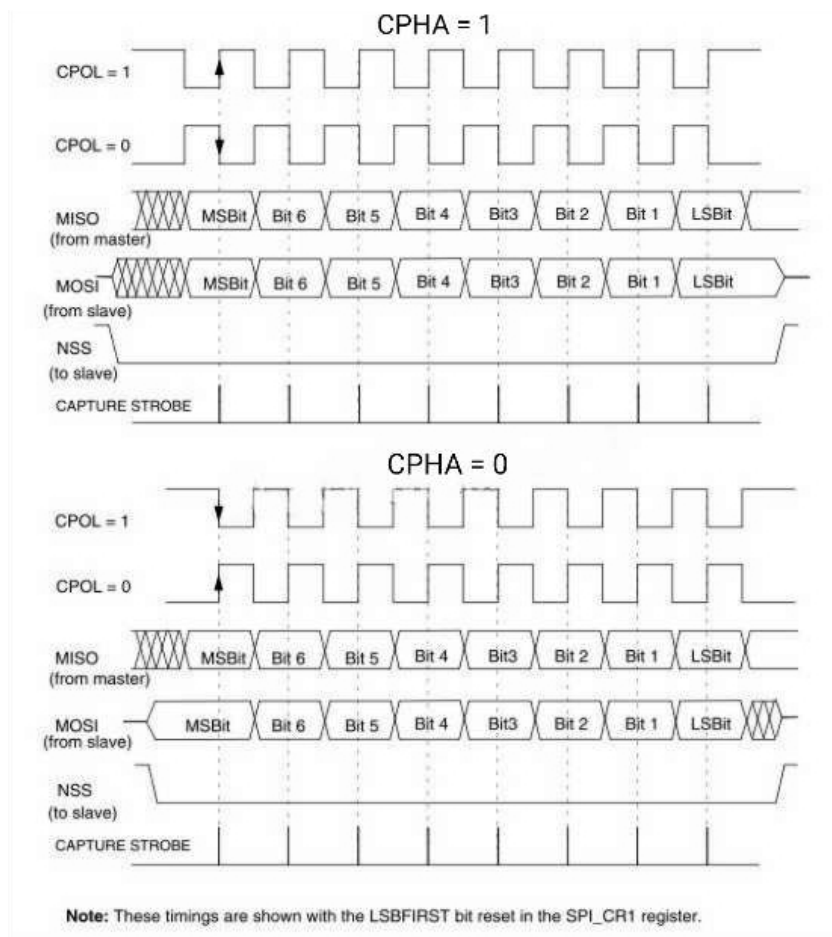 CPHA = 1
CPOL = 1
CPOL = 0
MISO MSBit Bit 6 Bit 5 Bit 4 Bit3 Bit 2 Bit 1 LSBit
(from master)
MOSI MSBit Bit 6 Bit 5 Bit 4 Bit3 Bit 2 Bit 1 LSBit
(from slave)
NSS
(to slave)
CAPTURE STROBE
CPHA = 0
CPOL = 1
CPOL = 0
MISO MSBit Bit 6 Bit 5 Bit 4 Bit3 Bit 2 Bit 1 LSBit
(from master)
MOSI MSBit Bit 6 Bit 5 Bit 4 Bit3 Bit 2 Bit 1 LSBit
(from slave)
NSS
(to slave)
CAPTURE STROBE
Note: These timings are shown with the LSBFIRST bit reset in the SPI_CR1 register.